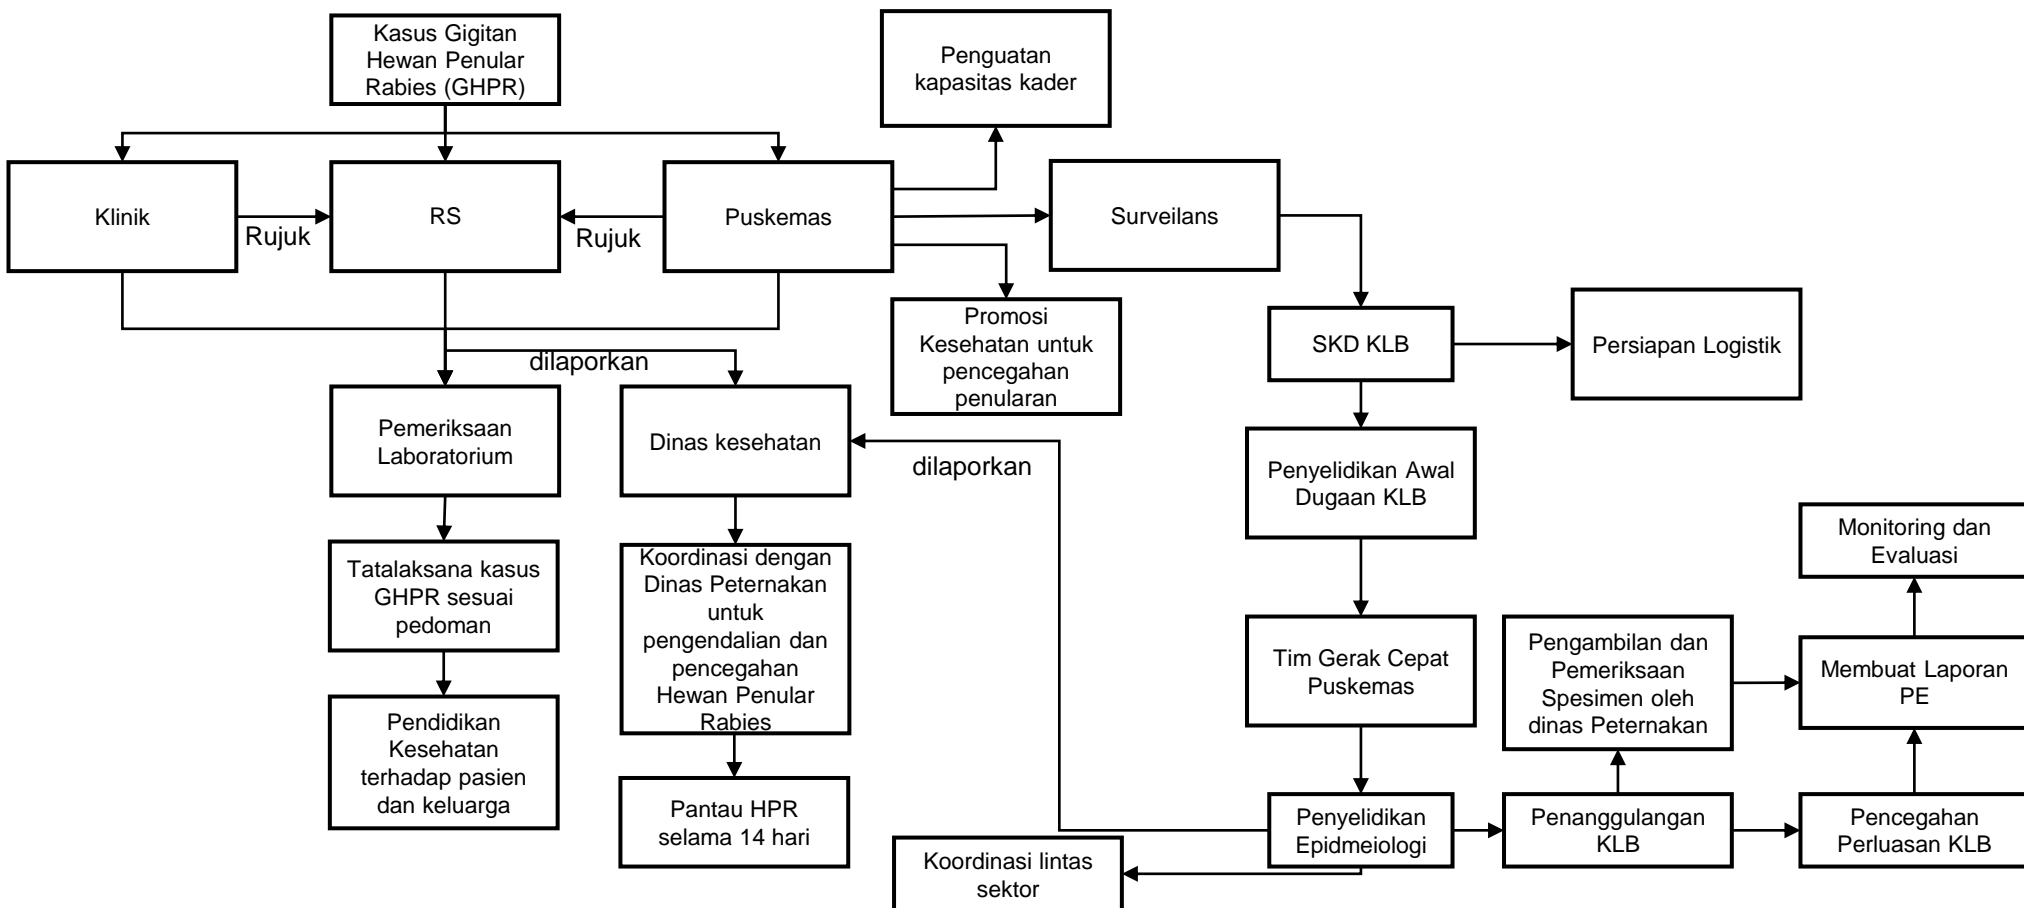 Kasus Gigitan
Hewan Penular
Rabies (GHPR)
Penguatan
kapasitas kader
Klinik
Rujuk
RS
Rujuk
Puskemas
Surveilans
Promosi
Kesehatan untuk
pencegahan
penularan
SKD KLB
Persiapan Logistik
dilaporkan
Pemeriksaan
Laboratorium
Dinas kesehatan
dilaporkan
Penyelidikan Awal
Dugaan KLB
Tatalaksana kasus
GHPR sesuai
pedoman
Koordinasi dengan
Dinas Peternakan
untuk
pengendalian dan
pencegahan
Hewan Penular
Rabies
Monitoring dan
Evaluasi
Tim Gerak Cepat
Puskemas
Pengambilan dan
Pemeriksaan
Spesimen oleh
dinas Peternakan
Membuat Laporan
PE
Pendidikan
Kesehatan
terhadap pasien
dan keluarga
Pantau HPR
selama 14 hari
Penyelidikan
Epidmeiologi
Penanggulangan
KLB
Pencegahan
Perluasan KLB
Koordinasi lintas
sektor